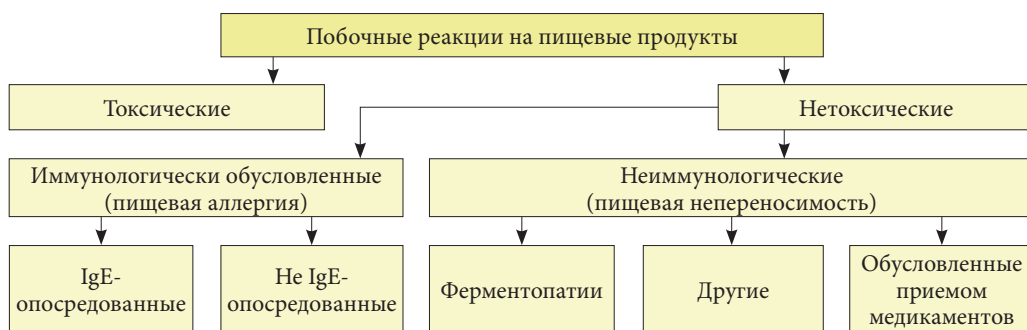 Побочные реакции на пищевые продукты
Токсические
Нетоксические
Иммунологически обусловленные
(пищевая аллергия)
Неиммунологические
(пищевая непереносимость)
IgE-
опосредованные
Не IgE-
опосредованные
Ферментопатии
Другие
Обусловленные
приемом
медикаментов